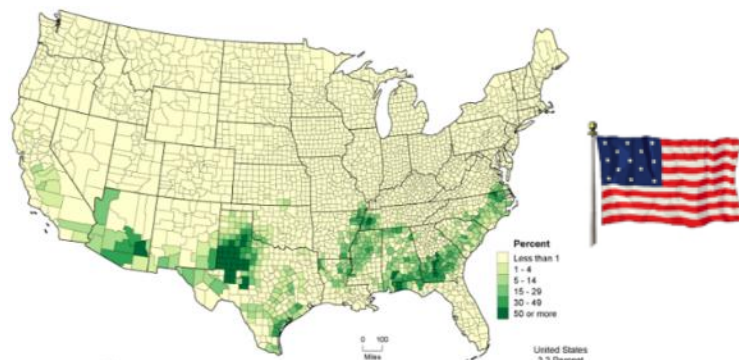 Percent
Less than 1
1 - 4
5 - 14
15 - 29
30 - 49
50 or more
0 100
Miles
United States
Percent